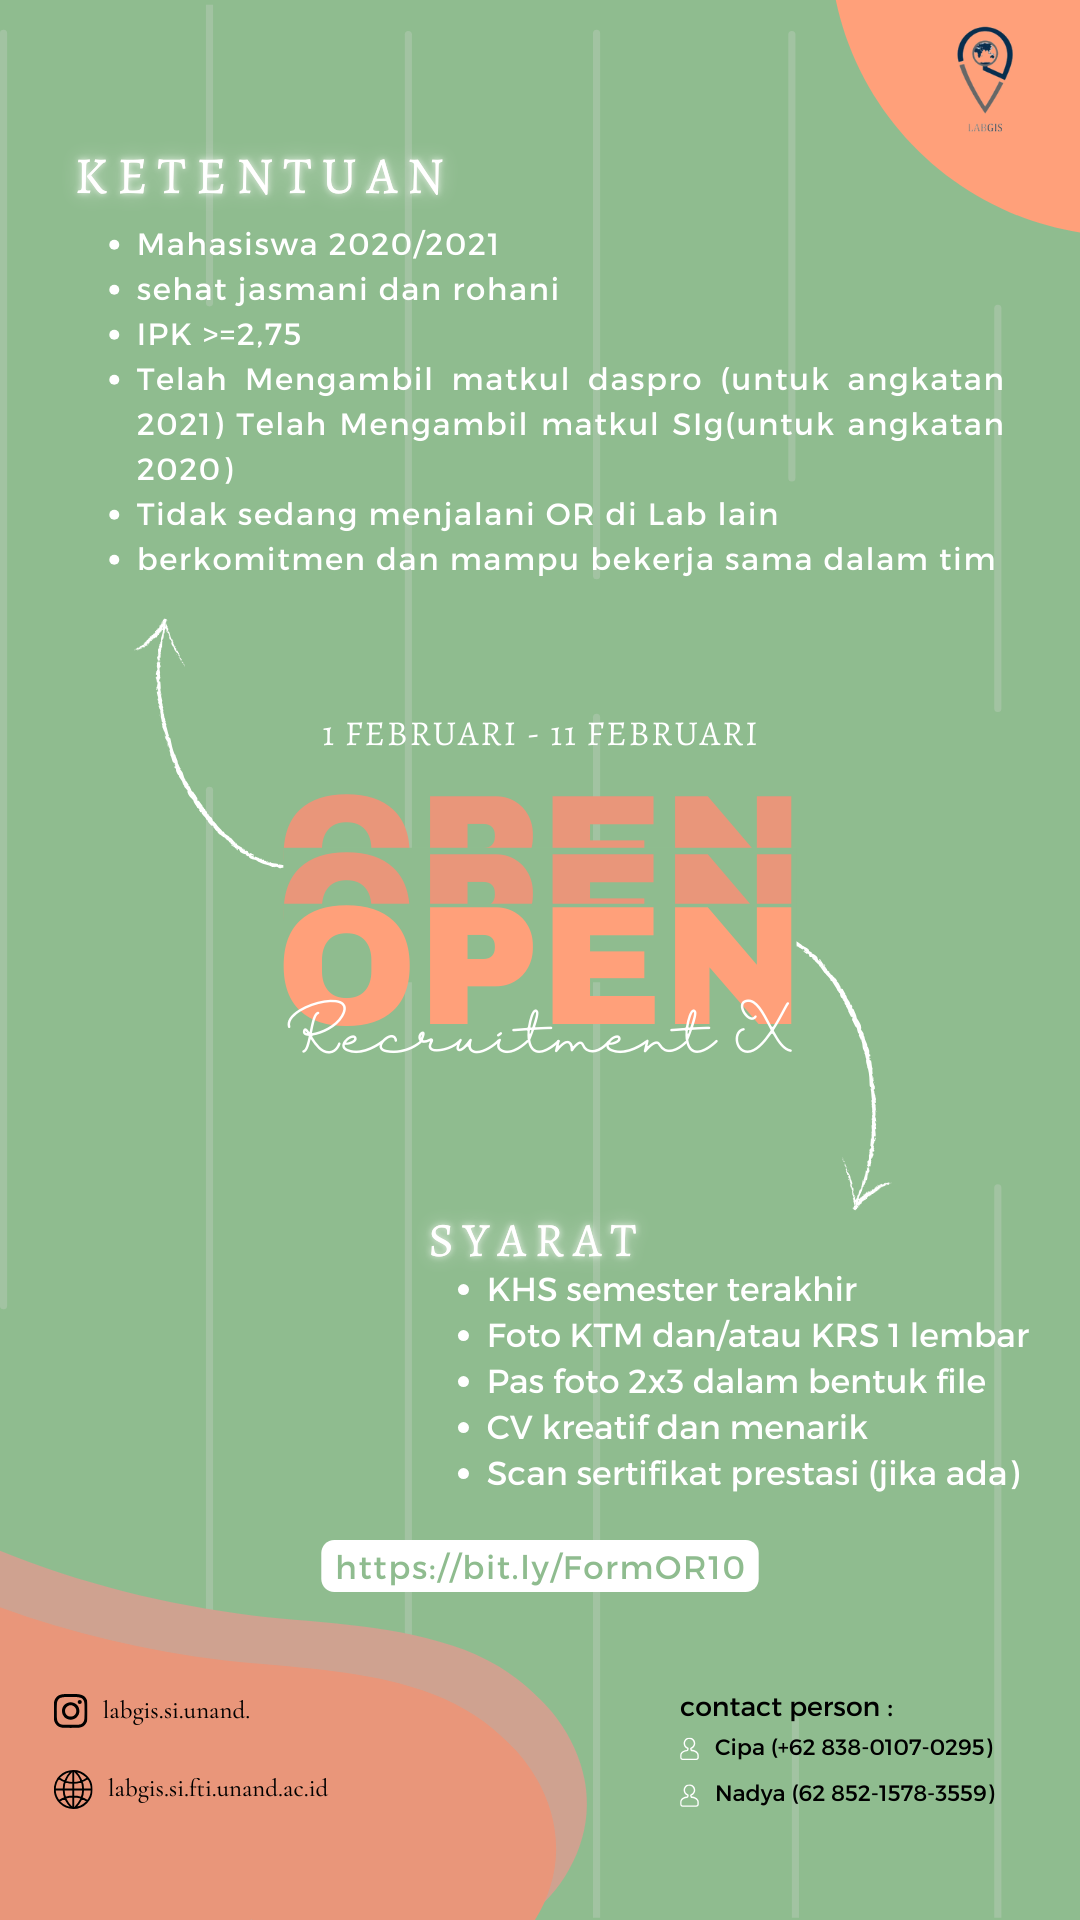 LABGIS
KETENTUAN
Mahasiswa 2020/2021
sehat jasmani dan rohani
IPK >=2,75
Telah Mengambil matkul daspro (untuk angkatan
2021) Telah Mengambil matkul SIg(untuk angkatan
2020)
Tidak sedang menjalani OR di Lab lain
berkomitmen dan mampu bekerja sama dalam tim
1 FEBRUARI - 11 FEBRUARI
OPEN
OPEN
OPEN
Recruitment X
SYARAT
KHS semester terakhir
Foto KTM dan/atau KRS 1 lembar
Pas foto 2x3 dalam bentuk file
CV kreatif dan menarik
Scan sertifikat prestasi (jika ada)
https://bit.ly/FormOR10
labgis.si.unand.
labgis.si.fti.unand.ac.id
contact person :
Cipa (+62 838-0107-0295)
Nadya (62 852-1578-3559)